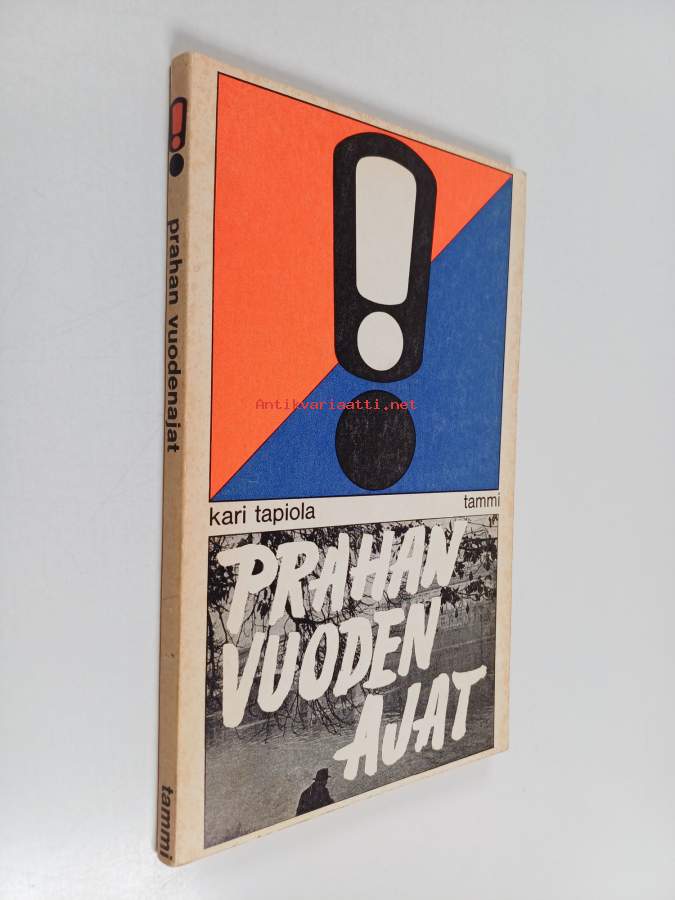 prahan vuodenajat
tammi
Antikvariaatti.net
kari tapiola
tammi
PRAHAN
VUODEN
AJAT